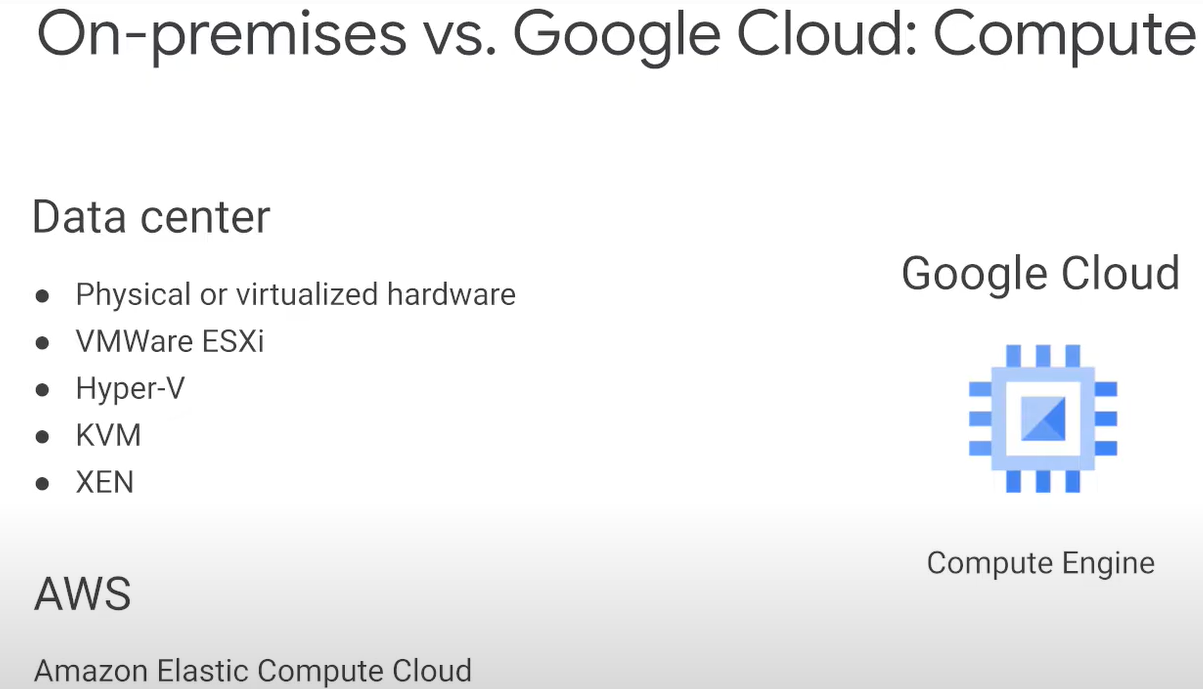 On-premises vs. Google Cloud: Compute
Data center
● Physical or virtualized hardware
● VMWare ESXi
● Hyper-V
● KVM
● XEN
AWS
Amazon Elastic Compute Cloud
Google Cloud
Compute Engine